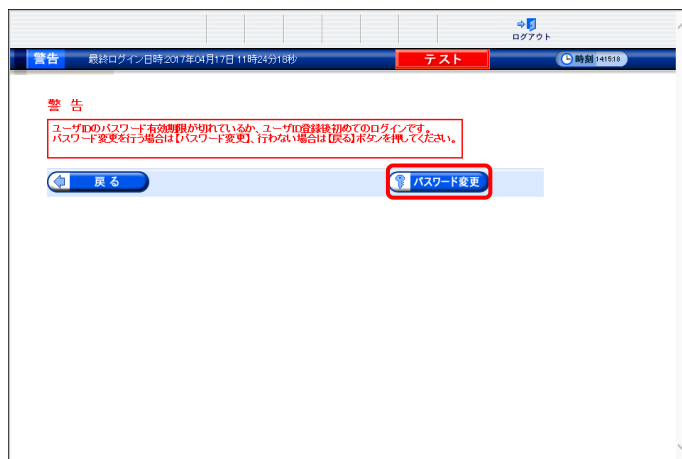 ログアウト
警告 最終ログイン日時:2017年04月17日 11時24分18秒 テスト 時刻 14:15:18
警 告
ユーザIDのパスワード有効期限が切れているか、ユーザID登録後初めてのログインです。
パスワード変更を行う場合は【パスワード変更】、行わない場合は【戻る】ボタンを押してください。
戻る パスワード変更